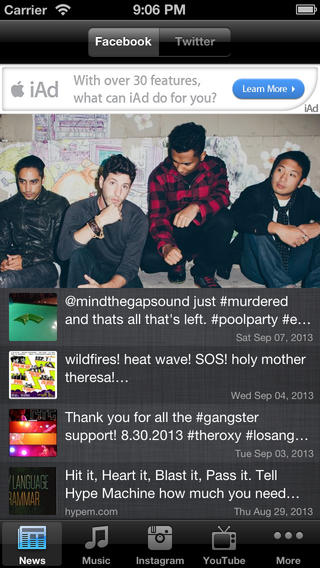 Carrier 9:06 PM
Facebook Twitter
iAd With over 30 features,
what can iAd do for you?
Learn More
iAd
@mindthegapsound just #murdered
and thats all that's left. #poolparty #e...
Sat Sep 07, 2013
wildfires! heat wave! SOS! holy mother
theresa!...
Wed Sep 04, 2013
Thank you for all the #gangster
support! 8.30.2013 #theroxy #losang...
Tue Sep 03, 2013
Y LANGUAGE
RAMMAR
Hit it, Heart it, Blast it, Pass it. Tell
Hype Machine how much you need...
hypem.com Thu Aug 29, 2013
News Music Instagram YouTube More